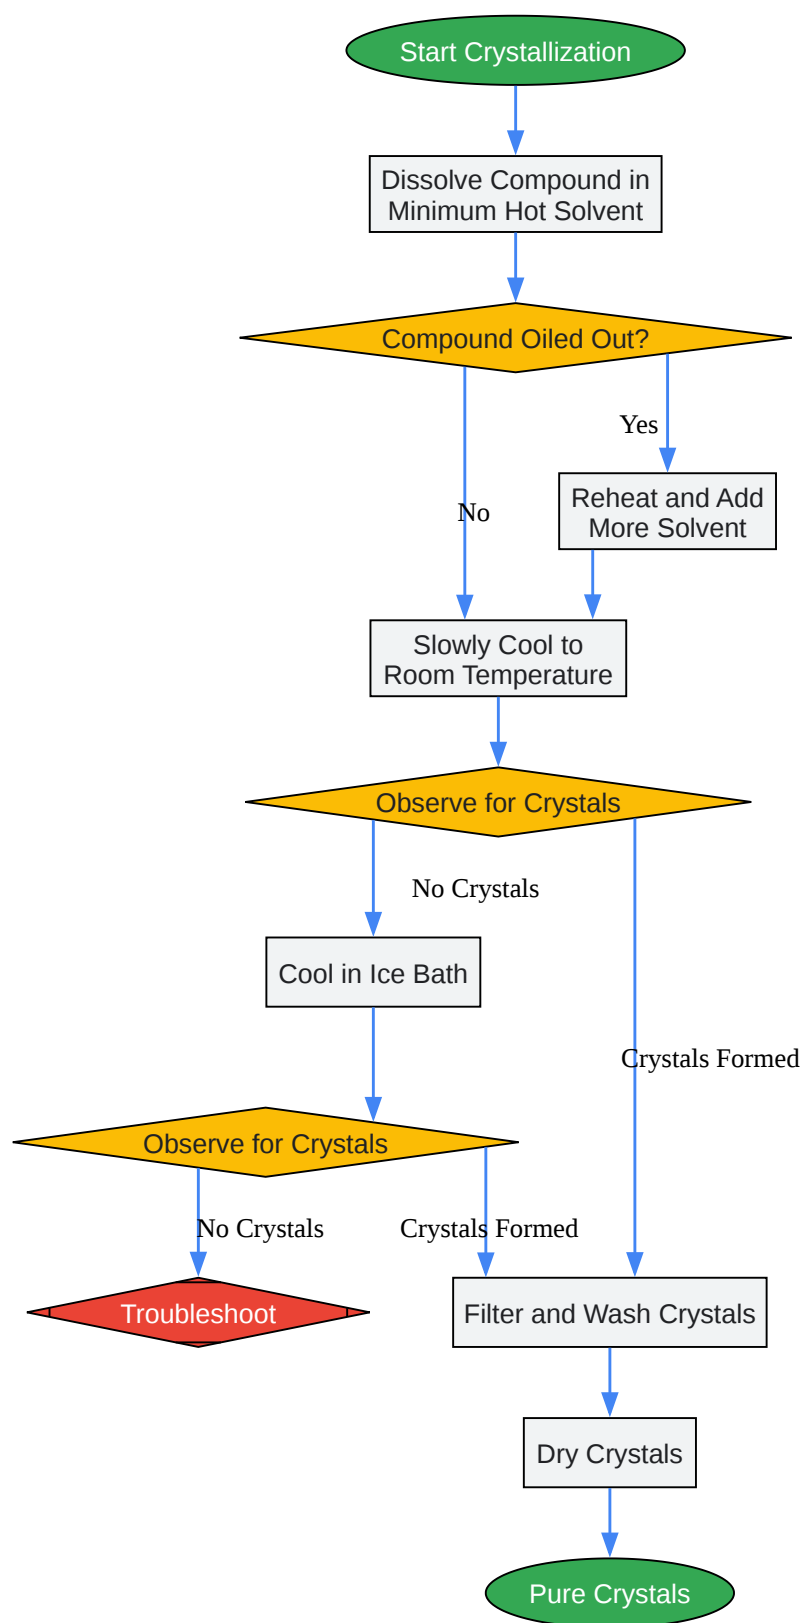 Start Crystallization
Dissolve Compound in
Minimum Hot Solvent
Compound Oiled Out?
Yes
Reheat and Add
More Solvent
No
Slowly Cool to
Room Temperature
Observe for Crystals
No Crystals
Cool in Ice Bath
Crystals Formed
Observe for Crystals
No Crystals
Crystals Formed
Troubleshoot
Filter and Wash Crystals
Dry Crystals
Pure Crystals